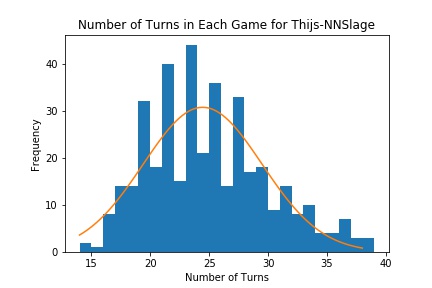 Number of Turns in Each Game for Thijs-NNSlage
40
30
20
10
0
Frequency
15 20 25 30 35 40
Number of Turns